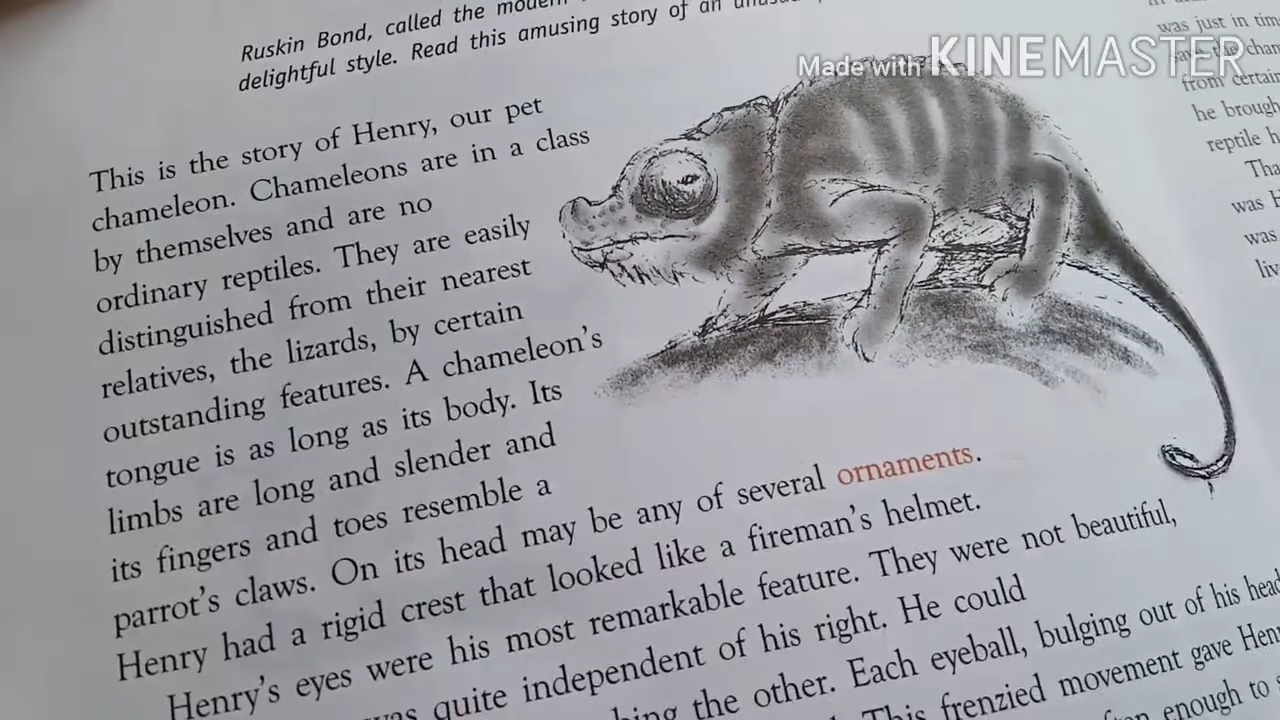 Ruskin Bond, called the
delightful style. Read this amusing story of an
Made with KINEMASTER
This is the story of Henry, our pet
chameleon. Chameleons are in a class
by themselves and are no
ordinary reptiles. They are easily
distinguished from their nearest
relatives, the lizards, by certain
outstanding features. A chameleon's
tongue is as long as its body. Its
limbs are long and slender and
its fingers and toes resemble a
parrot's claws. On its head may be any of several ornaments.
Henry had a rigid crest that looked like a fireman's helmet.
Henry's eyes were his most remarkable feature. They were not beautiful,
quite independent of his right. He could
the other. Each eyeball, bulging out of his head
This frenzied movement gave
enough to
was just in
from certain
he
reptile
was
was